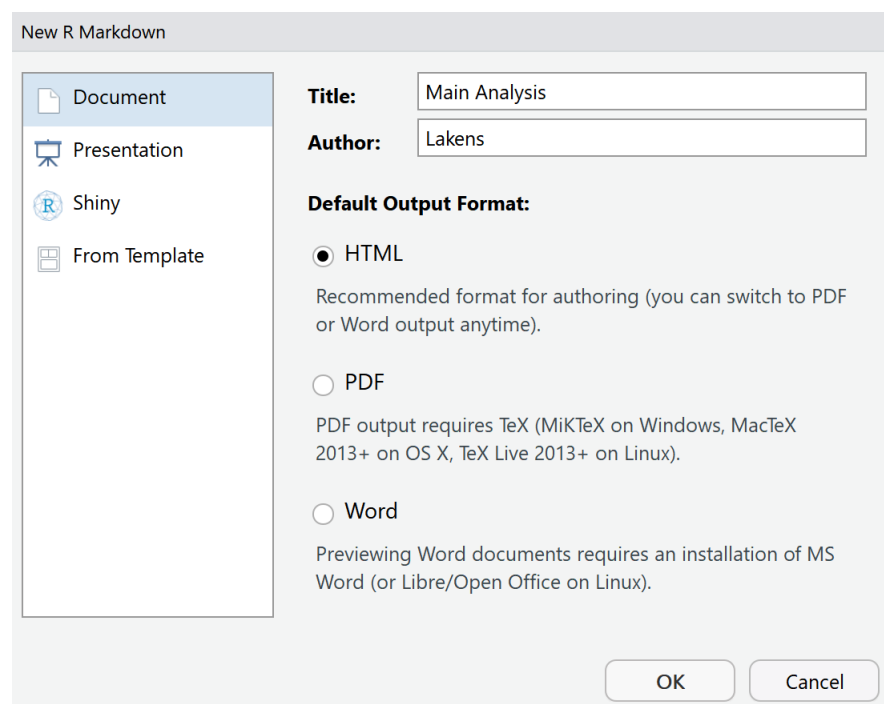 New R Markdown
Document
Presentation
R Shiny
From Template
Title: Main Analysis
Author: Lakens
Default Output Format:
HTML
Recommended format for authoring (you can switch to PDF
or Word output anytime).
PDF
PDF output requires TeX (MiKTeX on Windows, MacTeX
2013+ on OS X, TeX Live 2013+ on Linux).
Word
Previewing Word documents requires an installation of MS
Word (or Libre/Open Office on Linux).
OK Cancel